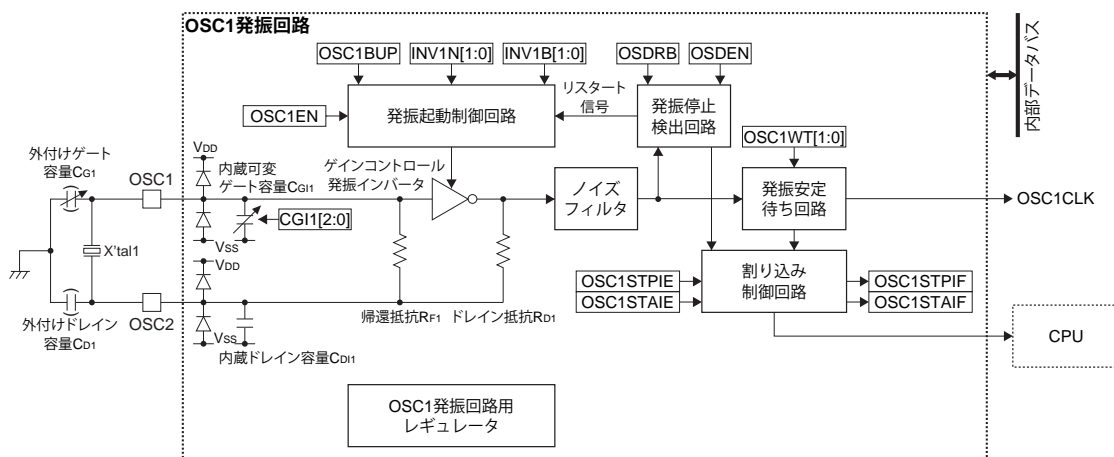 OSC1発振回路
OSC1BUP
INV1N[1:0]
INV1B[1:0]
OSDRB
OSDEN
内部データバス
リスタート
信号
発振起動制御回路
発振停止
検出回路
OSC1EN
OSC1WT[1:0]
外付けゲート
容量CG1
OSC1
VDD
内蔵可変
ゲート容量CGI1
ゲインコントロール
発振インバータ
ノイズ
フィルタ
発振安定
待ち回路
OSC1CLK
CGI1[2:0]
VSS
X'tal1
VDD
OSC1STPIE
OSC1STAIE
割り込み
制御回路
OSC1STPIF
OSC1STAIF
外付けドレイン
容量CD1
OSC2
VSS
内蔵ドレイン容量CDI1
帰還抵抗RF1
ドレイン抵抗RD1
CPU
OSC1発振回路用
レギュレータ